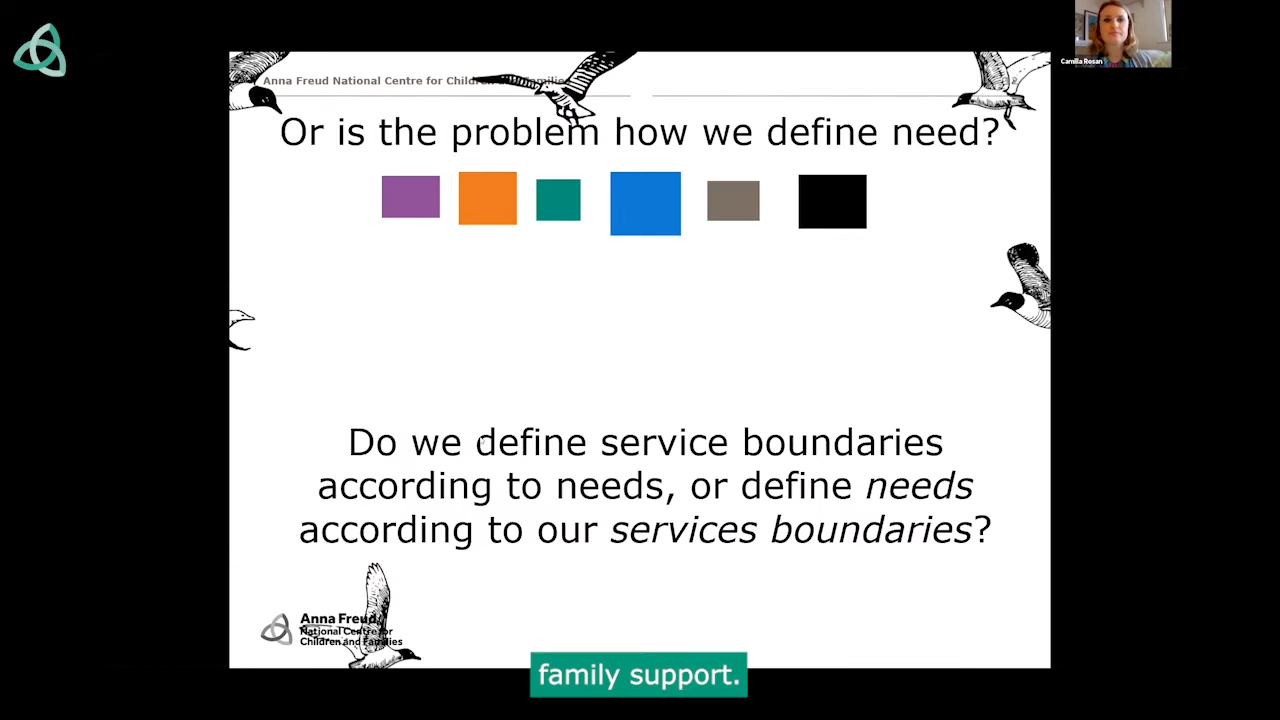 Camilla Rosan
Anna Freud National Centre for Children and Families
Or is the problem how we define need?
Do we define service boundaries
according to needs, or define needs
according to our services boundaries?
Anna Freud
National Centre for
Children and Families
family support.